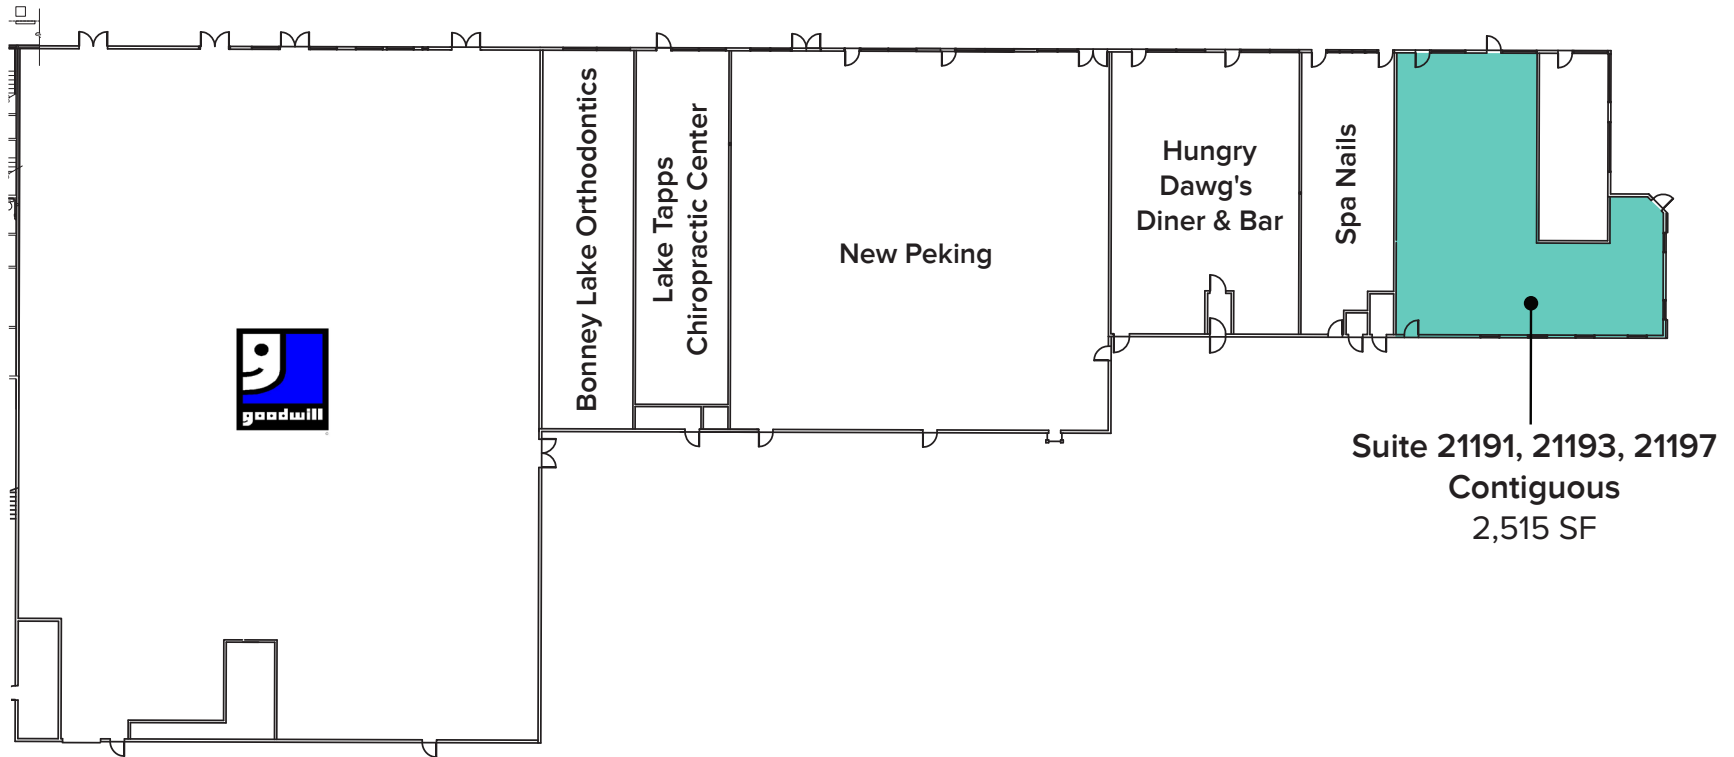 goodwill
Bonney Lake Orthodontics
Lake Tapps
Chiropractic Center
New Peking
Hungry
Dawg's
Diner & Bar
Spa Nails
Suite 21191, 21193, 21197
Contiguous
2,515 SF